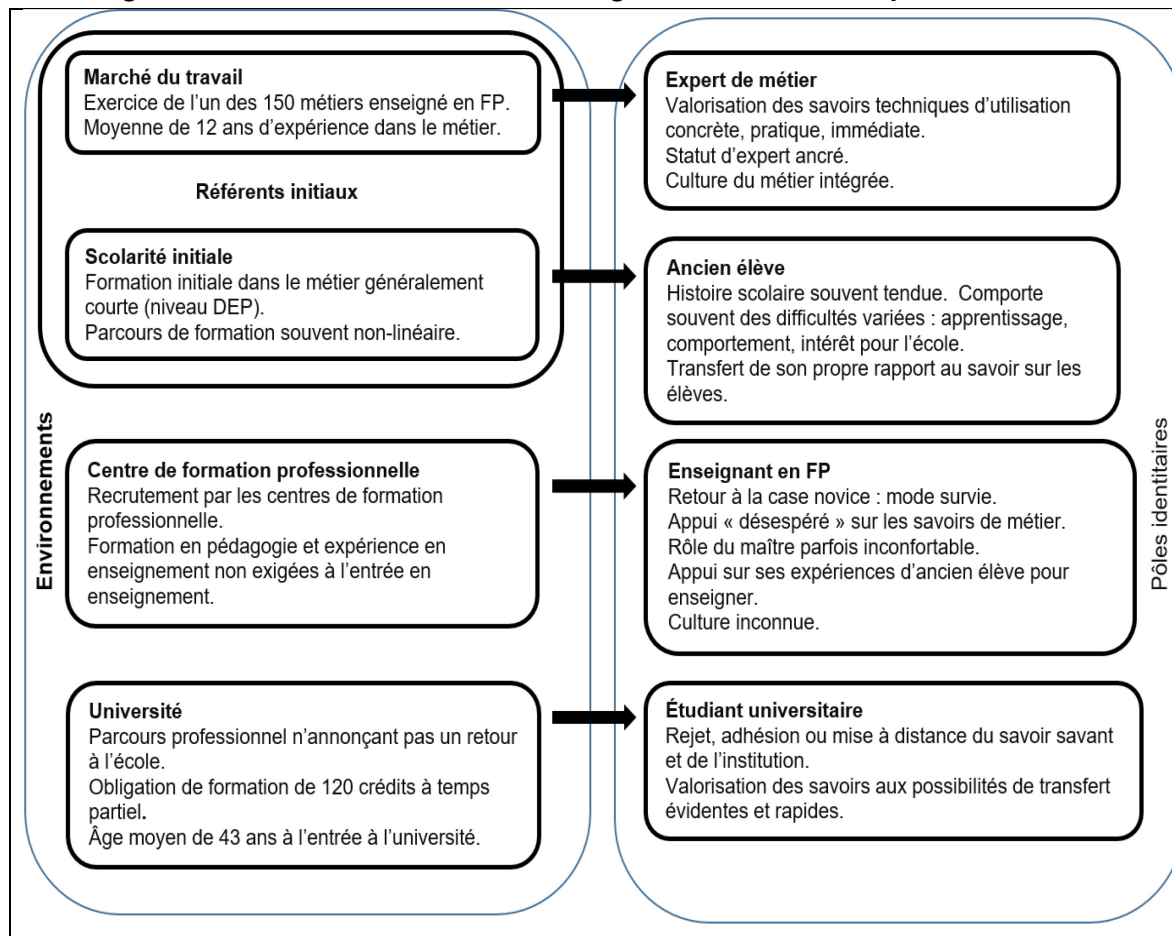 Marché du travail
Exercice de l'un des 150 métiers enseigné en FP.
Moyenne de 12 ans d'expérience dans le métier.
Référents initiaux
Scolarité initiale
Formation initiale dans le métier généralement
courte (niveau DEP).
Parcours de formation souvent non-linéaire.
Environnements
Centre de formation professionnelle
Recrutement par les centres de formation
professionnelle.
Formation en pédagogie et expérience en
enseignement non exigées à l'entrée en
enseignement.
Université
Parcours professionnel n'annonçant pas un retour
à l'école.
Obligation de formation de 120 crédits à temps
partiel.
Âge moyen de 43 ans à l'entrée à l'université.
Expert de métier
Valorisation des savoirs techniques d'utilisation
concrète, pratique, immédiate.
Statut d'expert ancré.
Culture du métier intégrée.
Ancien élève
Histoire scolaire souvent tendue. Comporte
souvent des difficultés variées : apprentissage,
comportement, intérêt pour l'école.
Transfert de son propre rapport au savoir sur les
élèves.
Enseignant en FP
Retour à la case novice : mode survie.
Appui « désespéré » sur les savoirs de métier.
Rôle du maître parfois inconfortable.
Appui sur ses expériences d'ancien élève pour
enseigner.
Culture inconnue.
Étudiant universitaire
Rejet, adhésion ou mise à distance du savoir savant
et de l'institution.
Valorisation des savoirs aux possibilités de transfert
évidentes et rapides.
Pôles identitaires